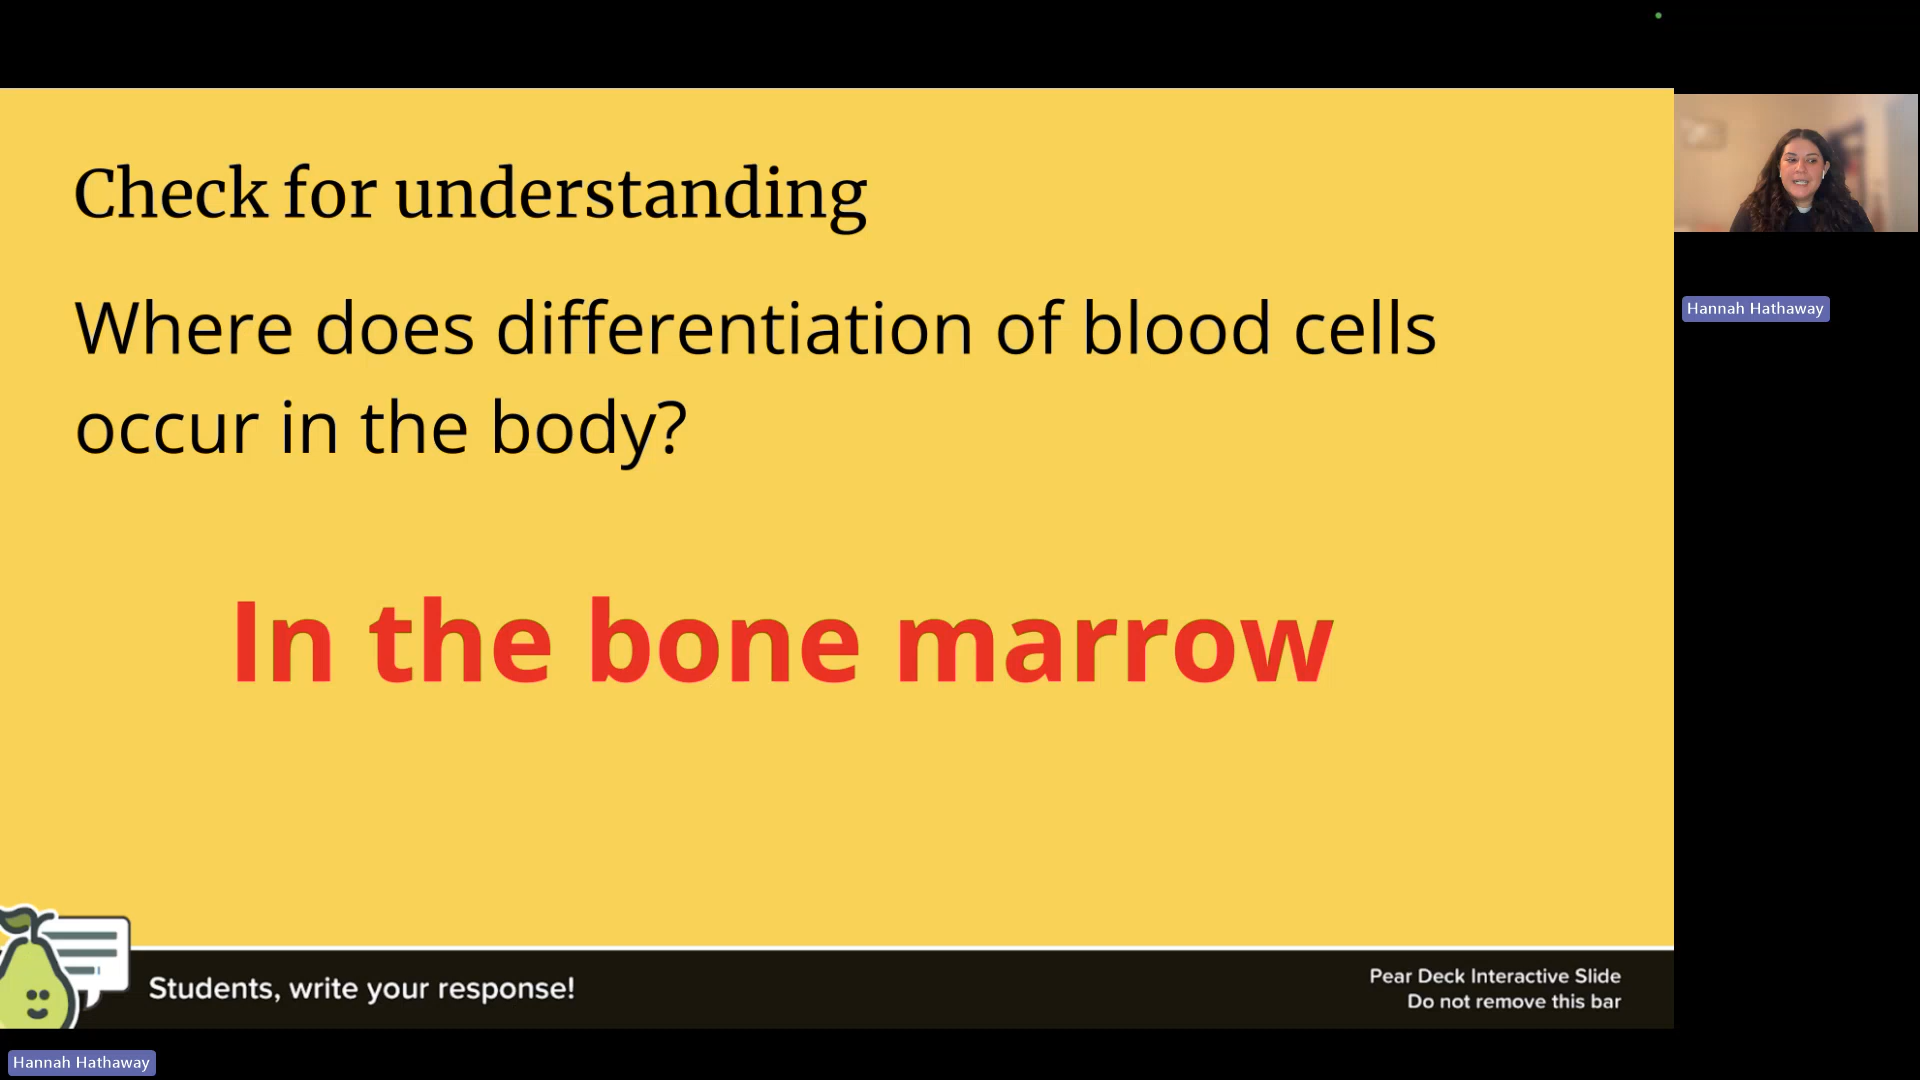 Check for understanding
Where does differentiation of blood cells
occur in the body?
In the bone marrow
Students, write your response!
Pear Deck Interactive Slide
Do not remove this bar
Hannah Hathaway
Hannah Hathaway